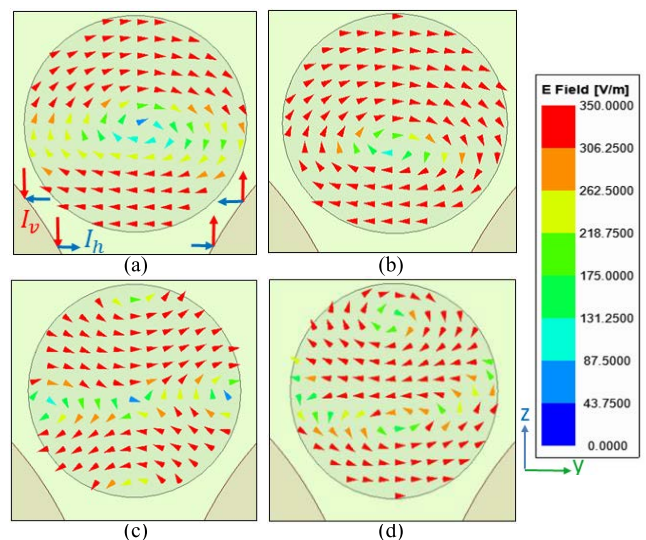 I_v
I_h
(a)
(b)
(c)
(d)
E Field [V/m]
350.0000
306.2500
262.5000
218.7500
175.0000
131.2500
87.5000
43.7500
0.0000
z
y